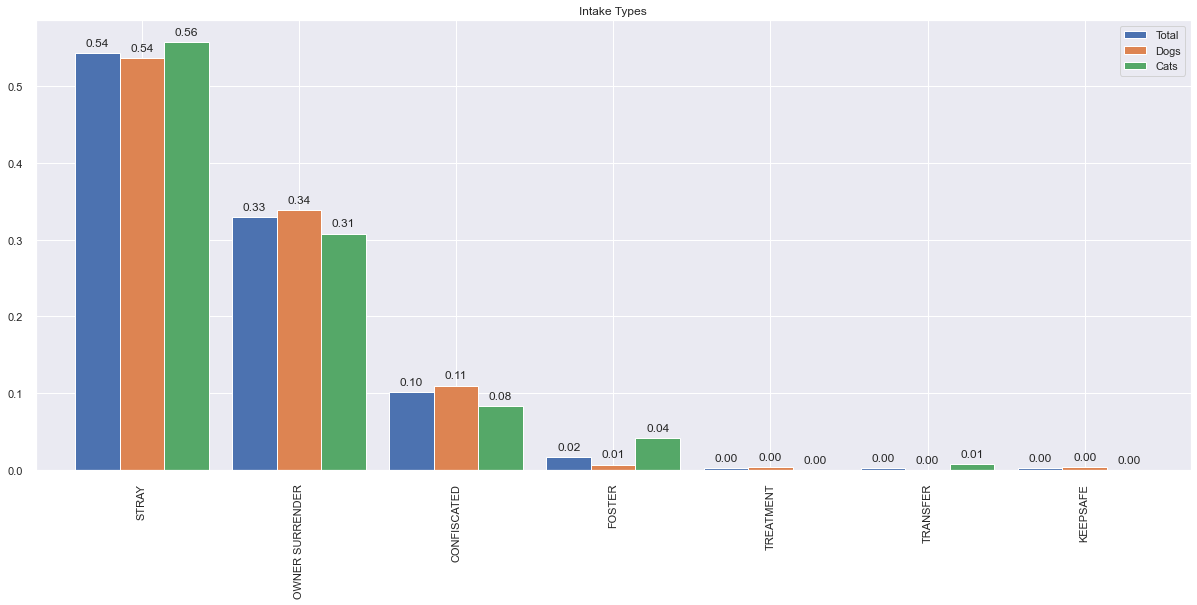 Intake Types
Total
Dogs
Cats
0.54 0.54 0.56
0.33 0.34 0.31
0.10 0.11 0.08
0.02 0.01 0.04
0.00 0.00 0.00
0.00 0.00 0.01
0.00 0.00 0.00
0.5
0.4
0.3
0.2
0.1
0.0
STRAY
OWNER SURRENDER
CONFISCATED
FOSTER
TREATMENT
TRANSFER
KEEPSAFE